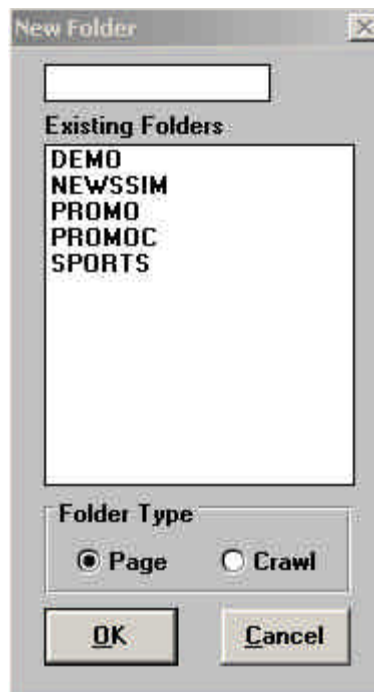 New Folder
Existing Folders
DEMO
NEWSSIM
PROMO
PROMOC
SPORTS
Folder Type
Page Crawl
OK Cancel